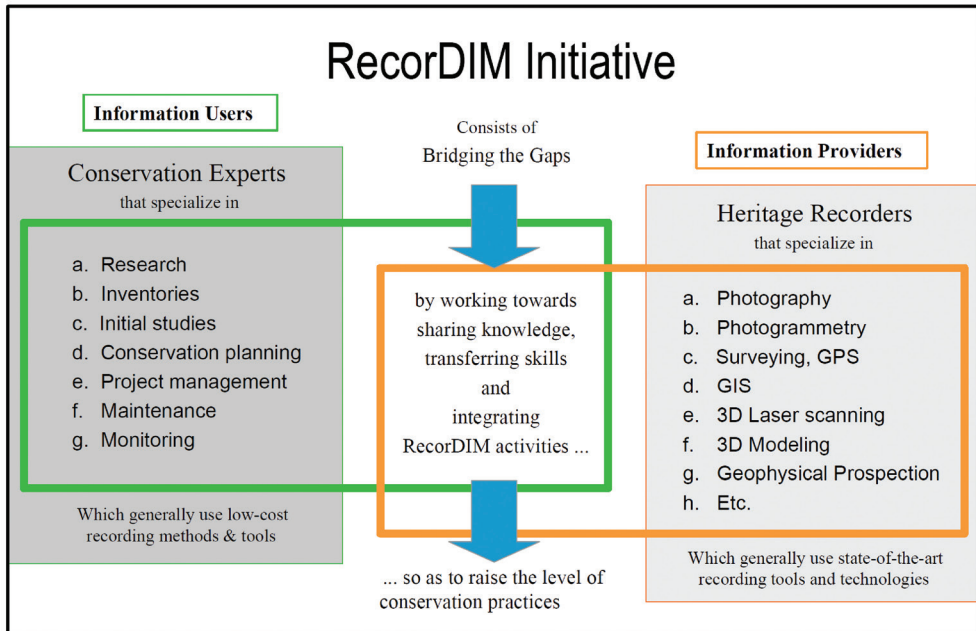 RecorDIM Initiative
Information Users
Conservation Experts
that specialize in
a. Research
b. Inventories
c. Initial studies
d. Conservation planning
e. Project management
f. Maintenance
g. Monitoring
Which generally use low-cost
recording methods & tools
Consists of
Bridging the Gaps
by working towards
sharing knowledge,
transferring skills
and
integrating
RecorDIM activities ...
... so as to raise the level of
conservation practices
Information Providers
Heritage Recorders
that specialize in
a. Photography
b. Photogrammetry
c. Surveying, GPS
d. GIS
e. 3D Laser scanning
f. 3D Modeling
g. Geophysical Prospection
h. Etc.
Which generally use state-of-the-art
recording tools and technologies